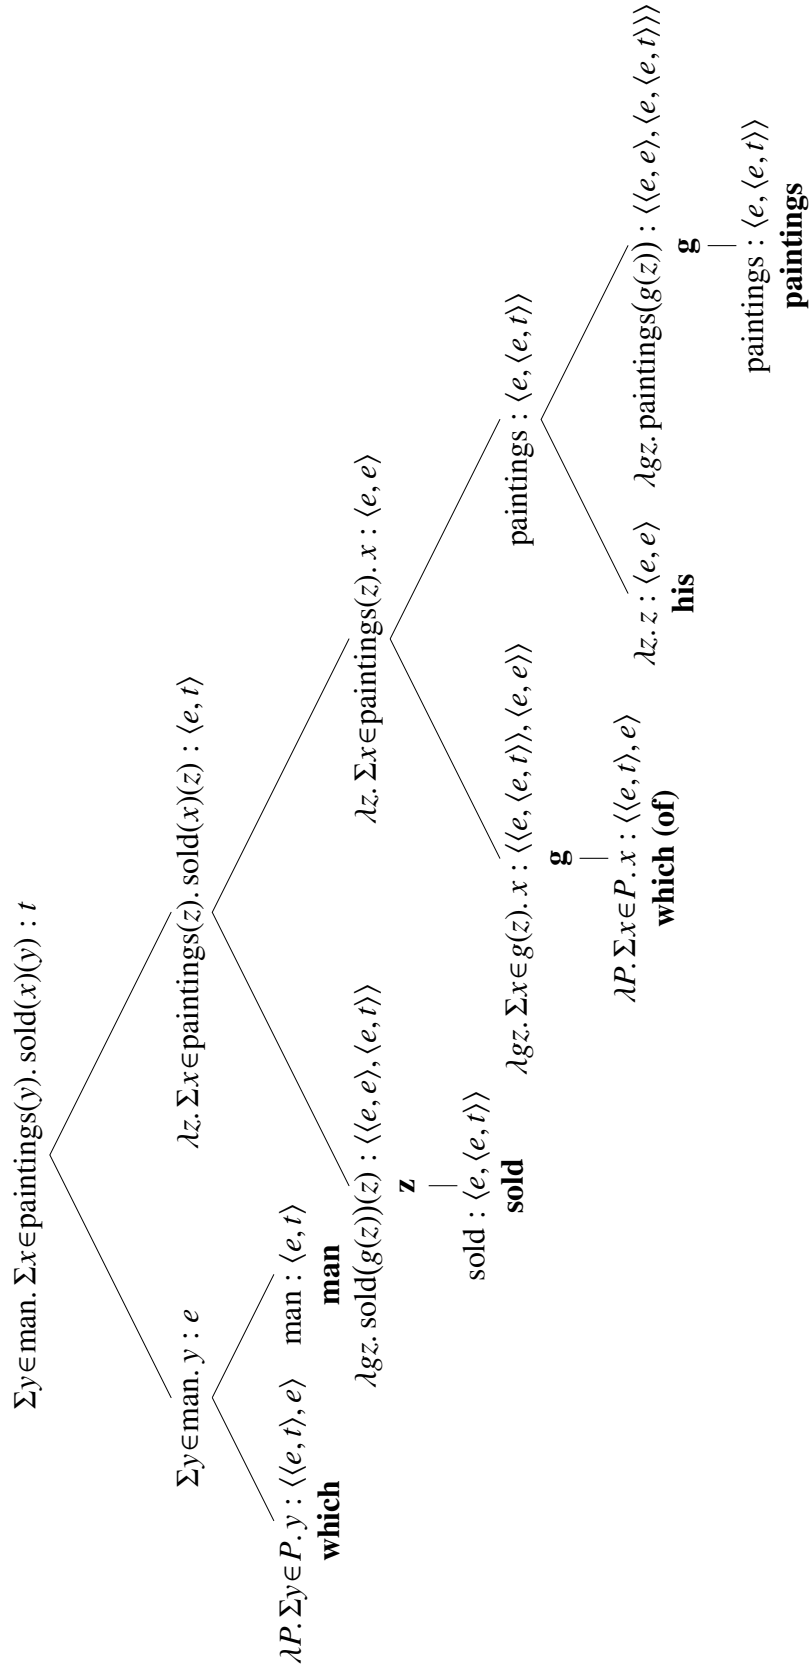 Σy∈man. Σx∈paintings(y). sold(x)(y) : t
Σy∈man. y : e
λz. Σx∈paintings(z). sold(x)(z) : ⟨e, t⟩
λP. Σy∈P. y : ⟨⟨e, t⟩, e⟩
which
man : ⟨e, t⟩
man
λgz. sold(g(z))(z) : ⟨⟨e, e⟩, ⟨e, t⟩⟩
z
sold : ⟨e, ⟨e, t⟩⟩
sold
λz. Σx∈paintings(z). x : ⟨e, e⟩
λgz. Σx∈g(z). x : ⟨⟨e, ⟨e, t⟩⟩, ⟨e, e⟩⟩
g
λP. Σx∈P. x : ⟨⟨e, t⟩, e⟩
which (of)
paintings : ⟨e, ⟨e, t⟩⟩
λz. z : ⟨e, e⟩
his
λgz. paintings(g(z)) : ⟨⟨e, e⟩, ⟨e, ⟨e, t⟩⟩⟩
g
paintings : ⟨e, ⟨e, t⟩⟩
paintings